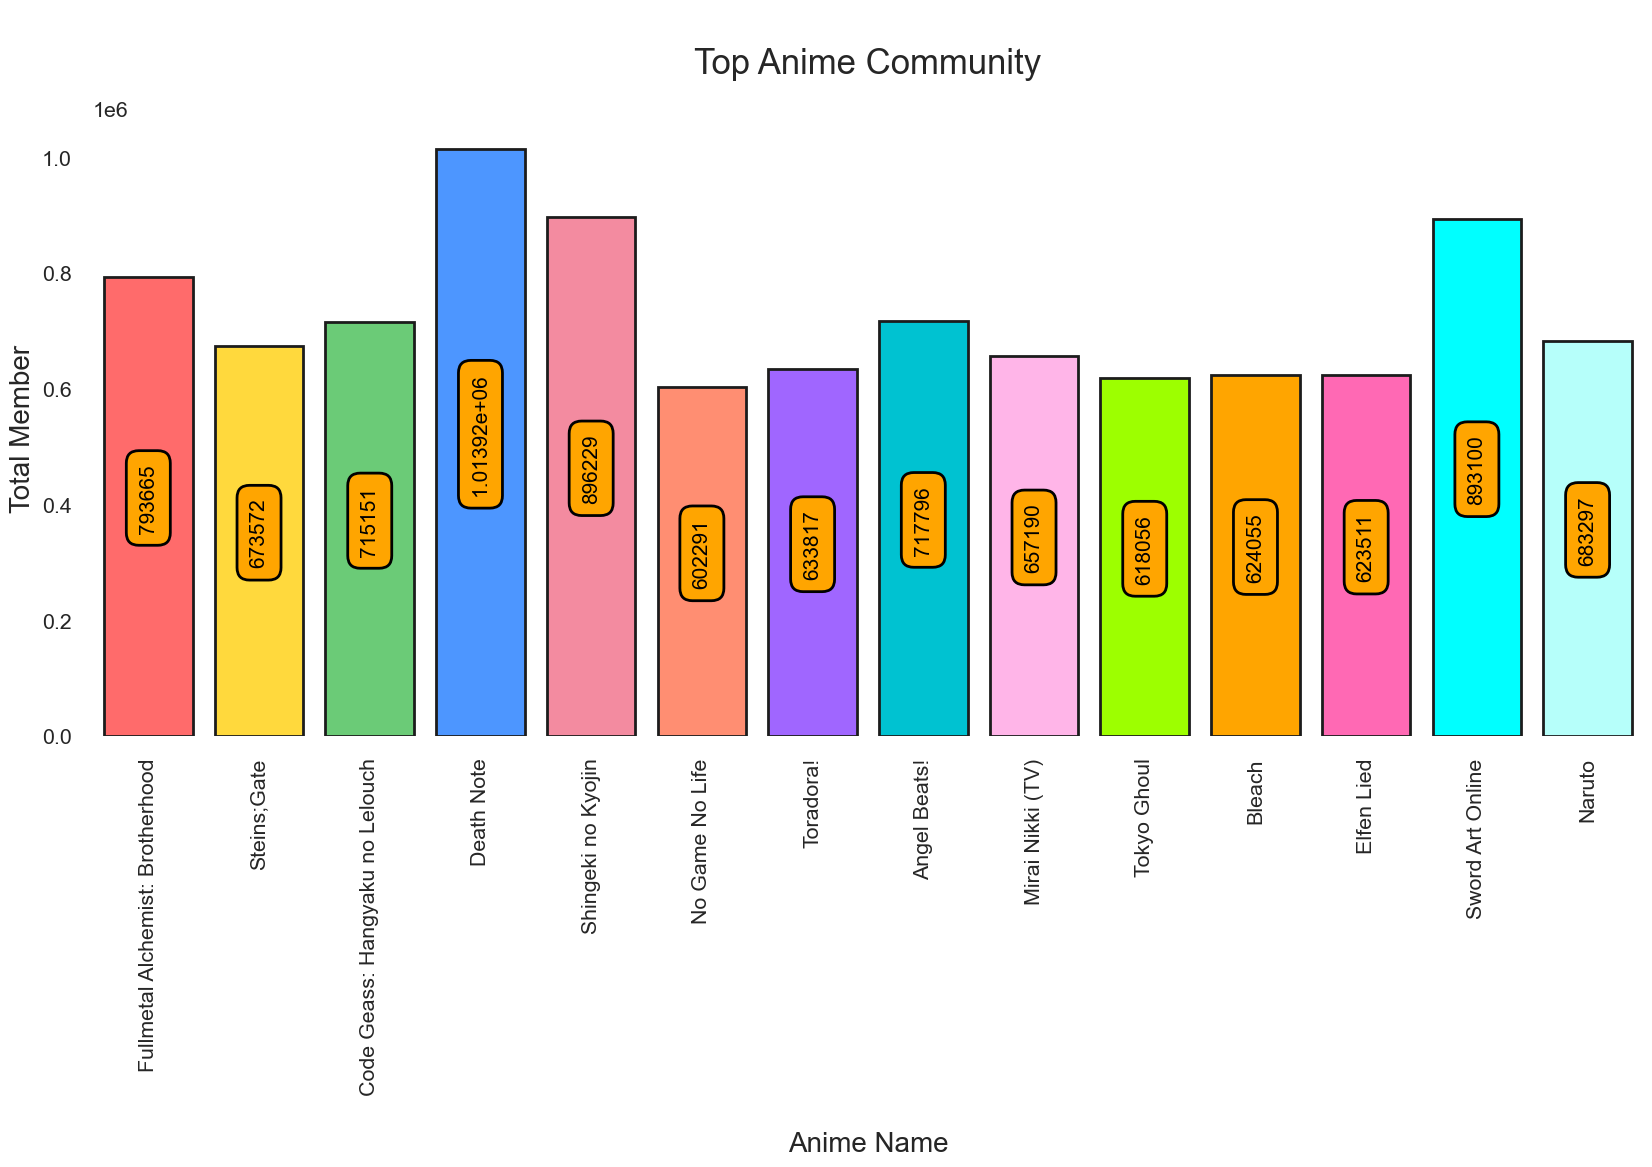 Top Anime Community
1e6
1.0
0.8
0.6
0.4
0.2
0.0
Total Member
793665
673572
715151
1.01392e+06
896229
602291
633817
717796
657190
618056
624055
623511
893100
683297
Fullmetal Alchemist: Brotherhood
Steins;Gate
Code Geass: Hangyaku no Lelouch
Death Note
Shingeki no Kyojin
No Game No Life
Toradora!
Angel Beats!
Mirai Nikki (TV)
Tokyo Ghoul
Bleach
Elfen Lied
Sword Art Online
Naruto
Anime Name